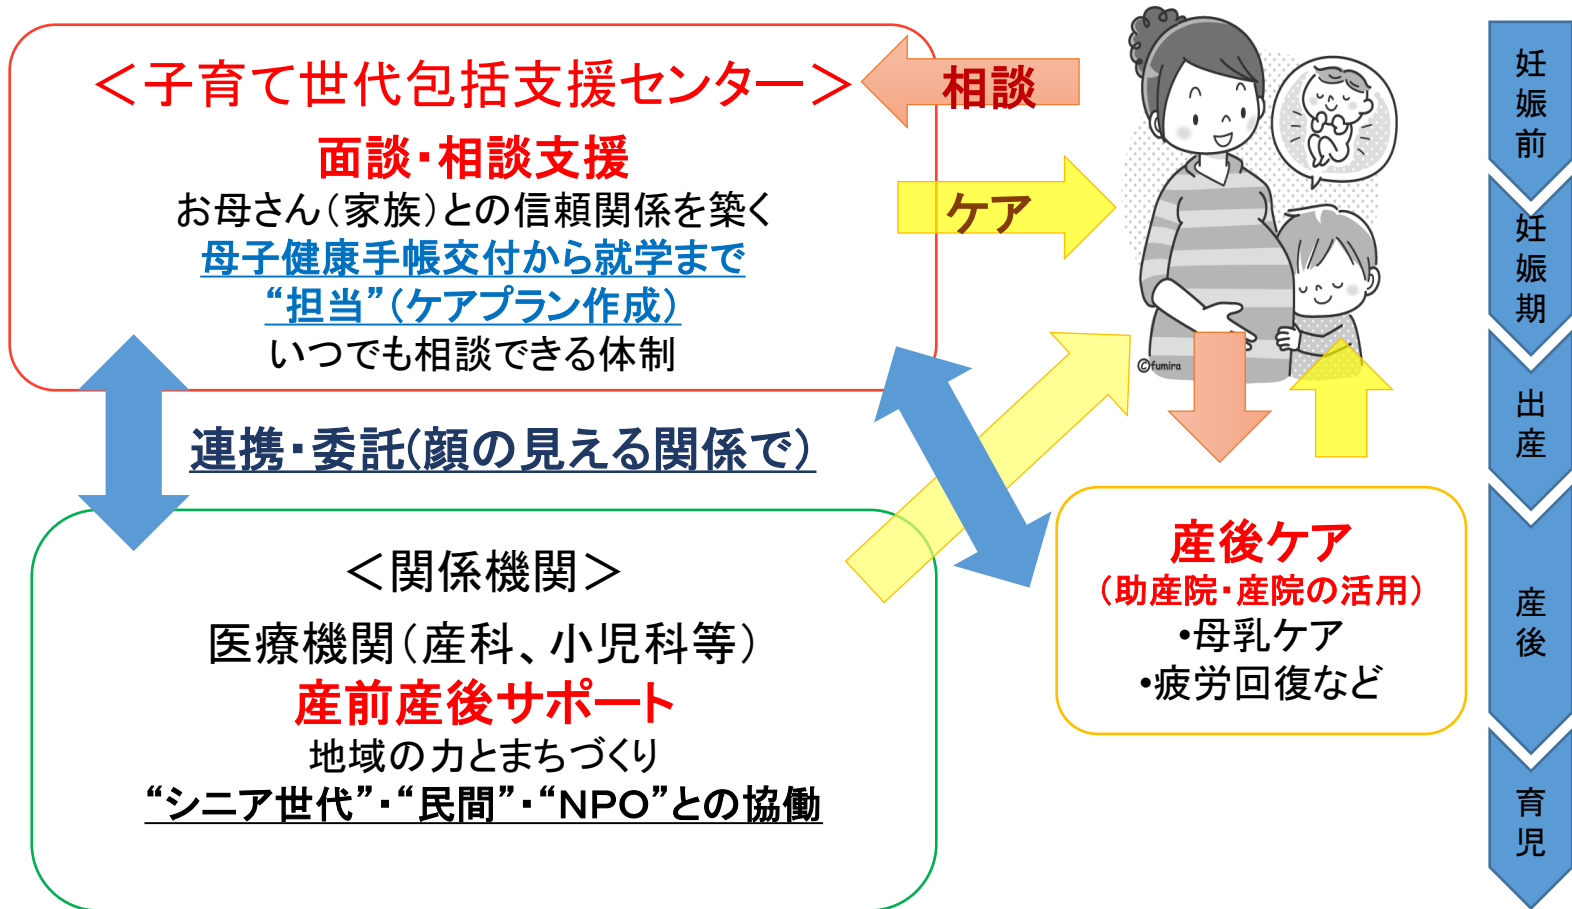 ＜子育て世代包括支援センター＞
面談・相談支援
お母さん（家族）との信頼関係を築く
母子健康手帳交付から就学まで
“担当”（ケアプラン作成）
いつでも相談できる体制
相談
ケア
©fumira
連携・委託(顔の見える関係で)
＜関係機関＞
医療機関（産科、小児科等）
産前産後サポート
地域の力とまちづくり
“シニア世代”・“民間”・“NPO”との協働
産後ケア
（助産院・産院の活用）
•母乳ケア
•疲労回復など
妊娠前
妊娠期
出産
産後
育児